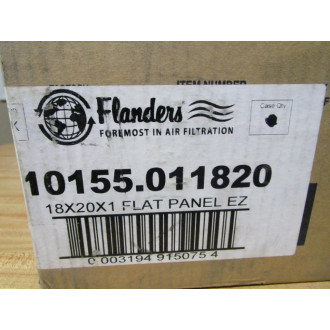 ITEM NUMBER
Flanders
FOREMOST IN AIR FILTRATION
Case Qty.
10155.011820
18X20X1 FLAT PANEL EZ
0 003194 915075 4